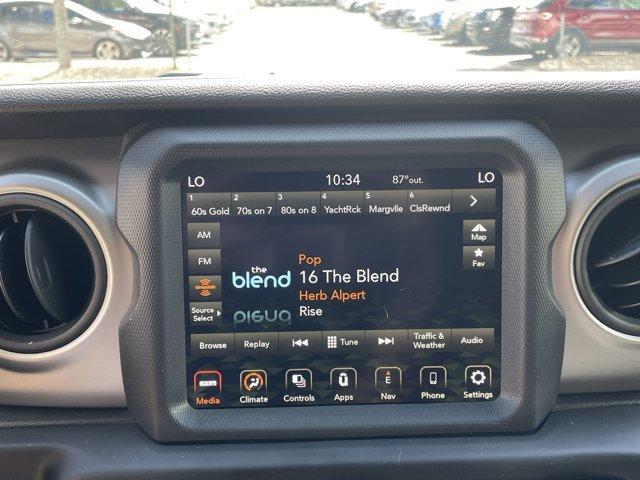 LO 10:34 87°out. LO
1 2 3 4 5 6
60s Gold 70s on 7 80s on 8 YachtRck Margvlle ClsRewnd
AM
Map
FM
Fav
Pop
the
blend
16 The Blend
Herb Alpert
Rise
blend
Source
Select
Browse Replay Tune Traffic &
Weather Audio
sxm E
Media Climate Controls Apps Nav Phone Settings